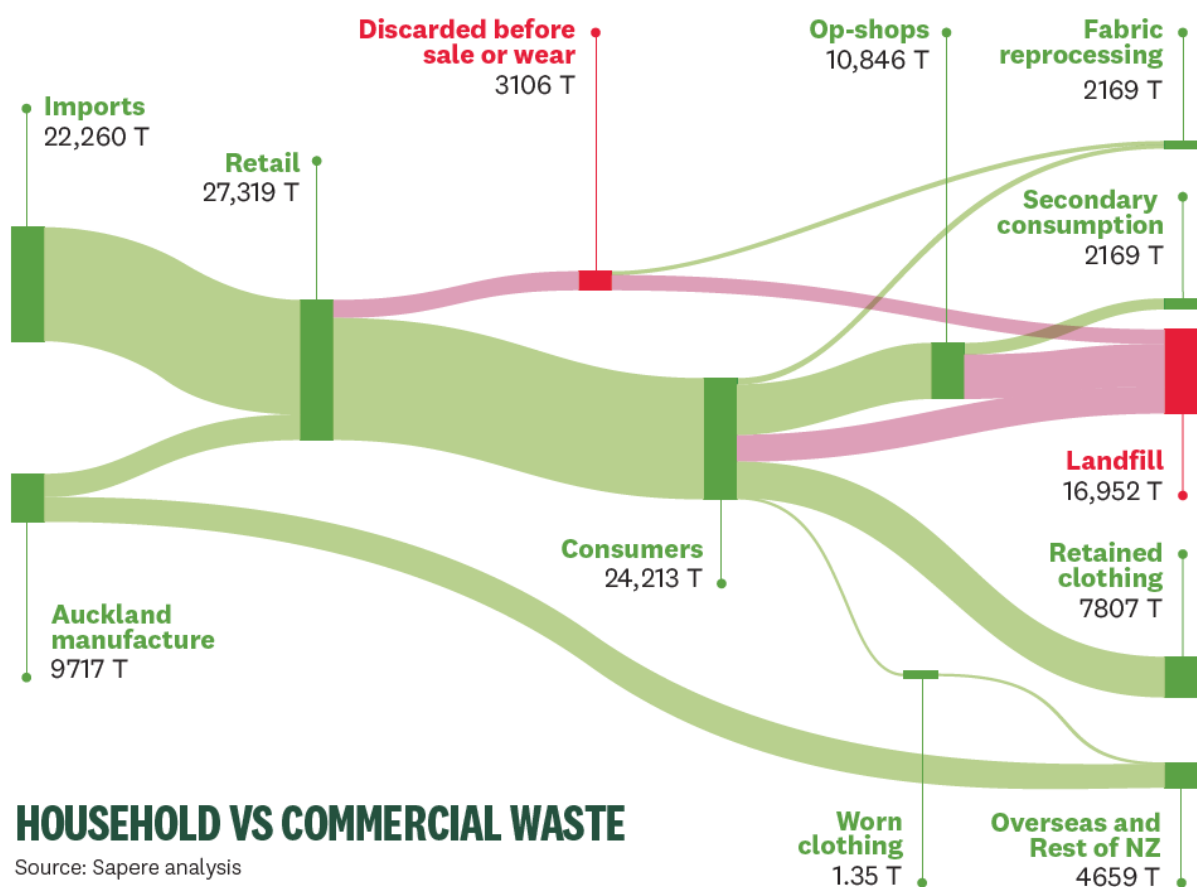 Discarded before
sale or wear
3106 T
Op-shops
10,846 T
Fabric
reprocessing
2169 T
Imports
22,260 T
Retail
27,319 T
Secondary
consumption
2169 T
Landfill
16,952 T
Consumers
24,213 T
Retained
clothing
7807 T
Auckland
manufacture
9717 T
Worn
clothing
1.35 T
Overseas and
Rest of NZ
4659 T
HOUSEHOLD VS COMMERCIAL WASTE
Source: Sapere analysis